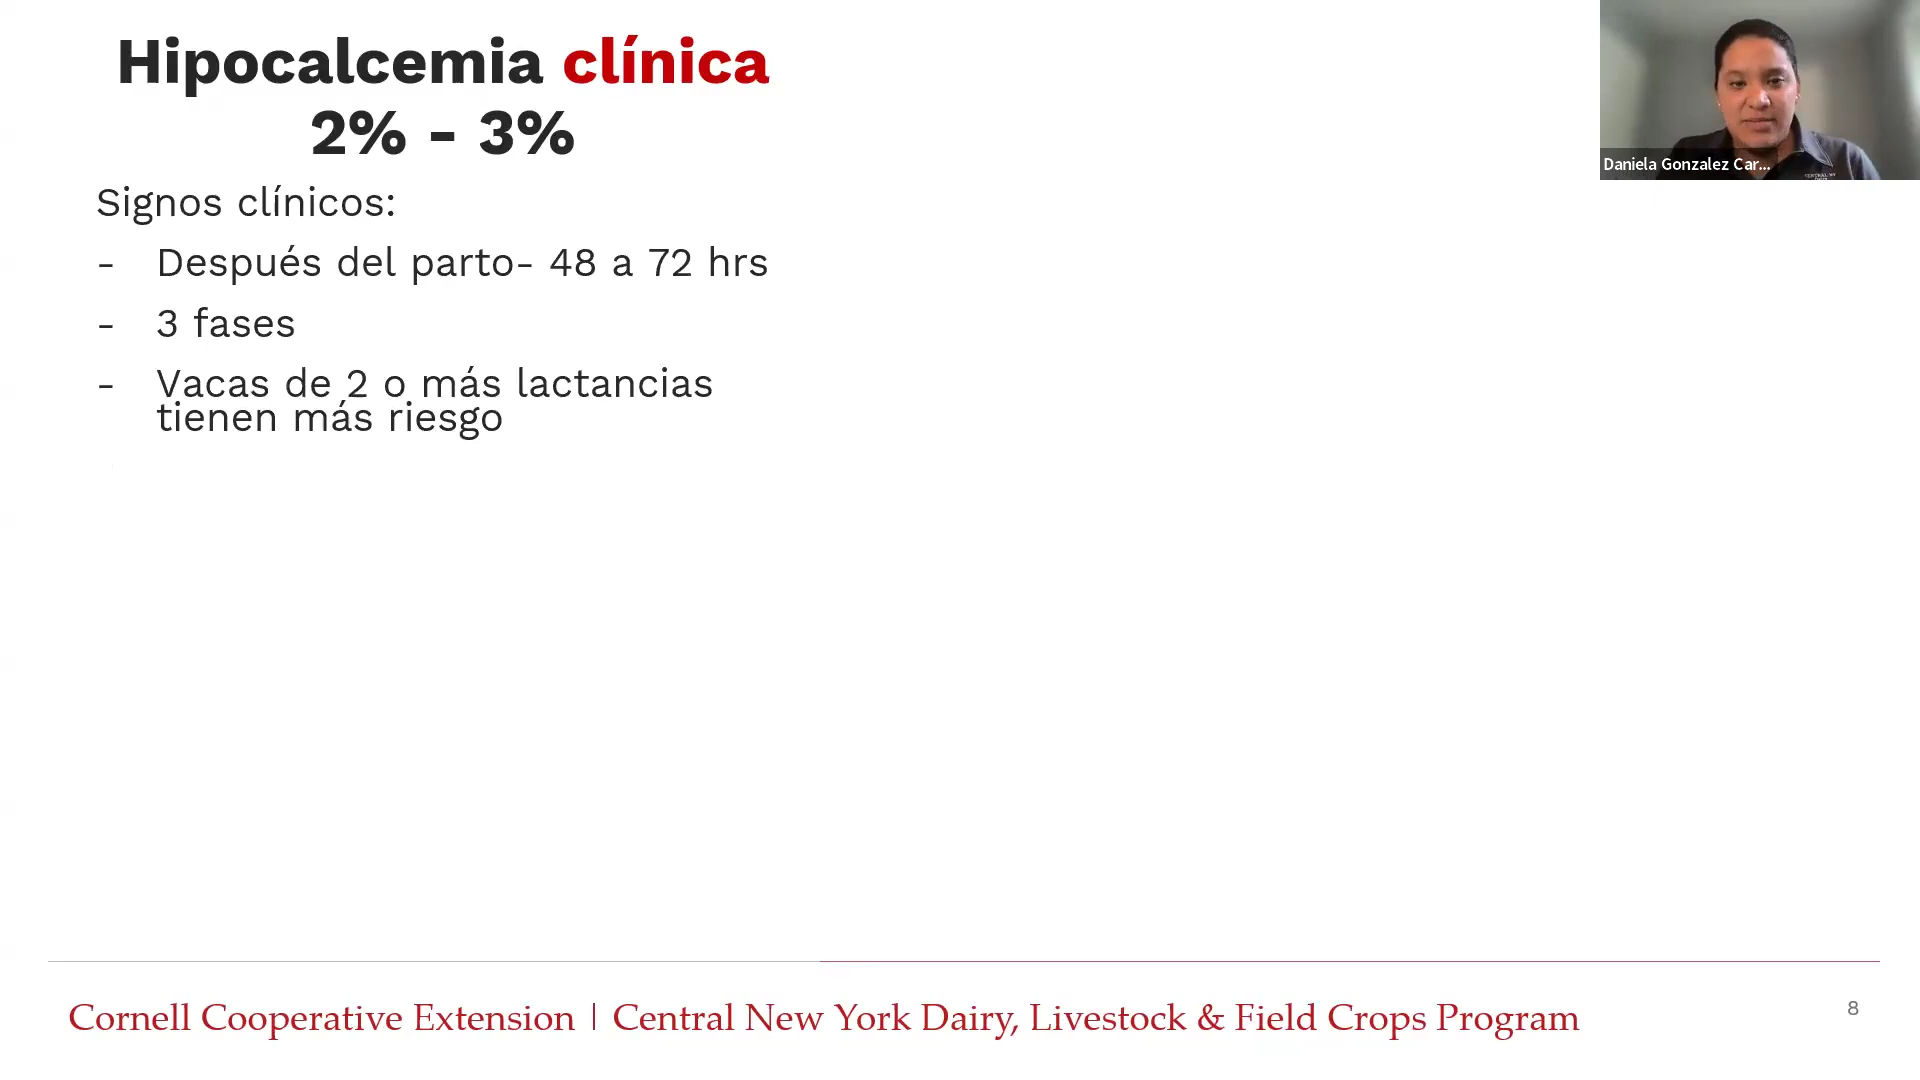 Hipocalcemia clínica
2% - 3%
Signos clínicos:
- Después del parto- 48 a 72 hrs
- 3 fases
- Vacas de 2 o más lactancias
tienen más riesgo
Daniela Gonzalez Car...
Cornell Cooperative Extension | Central New York Dairy, Livestock & Field Crops Program
8